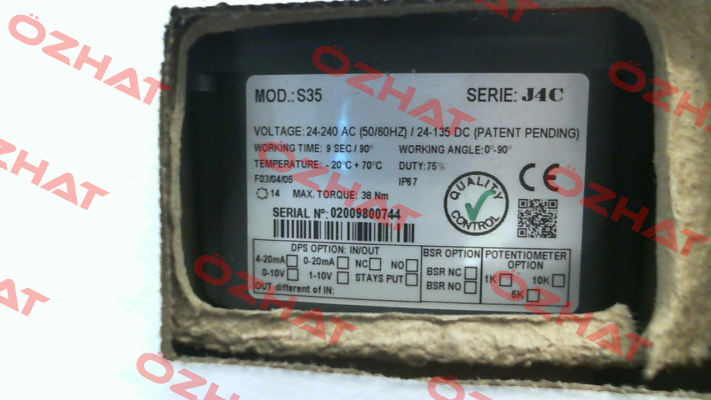 MOD.: S35 SERIE: J4C
VOLTAGE: 24-240 AC (50/60HZ) / 24-135 DC (PATENT PENDING)
WORKING TIME: 9 SEC / 90° WORKING ANGLE: 0°-90°
TEMPERATURE: - 20°C + 70°C DUTY: 75%
F03/04/05 IP67
14 MAX. TORQUE: 38 Nm
SERIAL Nº: 02009800744
CE
QUALITY CONTROL
DPS OPTION: IN/OUT
4-20mA 0-20mA NC NO
0-10V 1-10V STAYS PUT
OUT different of IN:
BSR OPTION
BSR NC
BSR NO
POTENTIOMETER OPTION
1K 10K
5K
ÖZHAT
ÖZHAT
ÖZHAT
ÖZHAT
ÖZHAT
ÖZHAT
ÖZHAT
ÖZHAT
ÖZHAT
ÖZHAT
ÖZHAT